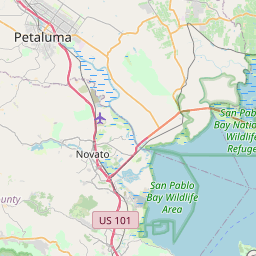 Petaluma
San Pablo
Bay National
Wildlife
Refuge
Novato
San Pablo
Bay Wildlife
Area
ounty
US 101